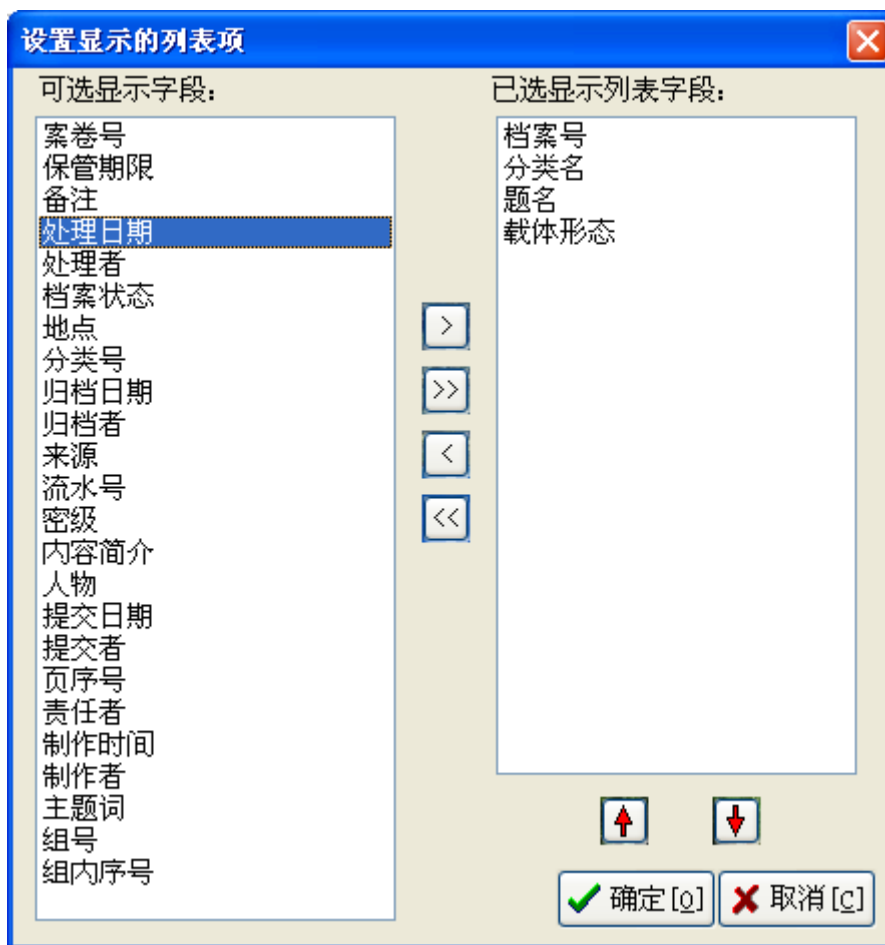 设置显示的列表项
可选显示字段：
案卷号
保管期限
备注
处理日期
处理者
档案状态
地点
分类号
归档日期
归档者
来源
流水号
密级
内容简介
人物
提交日期
提交者
页序号
责任者
制作时间
制作者
主题词
组号
组内序号
>
>>
<
<<
已选显示列表字段：
档案号
分类名
题名
载体形态
确定[O]
取消[C]